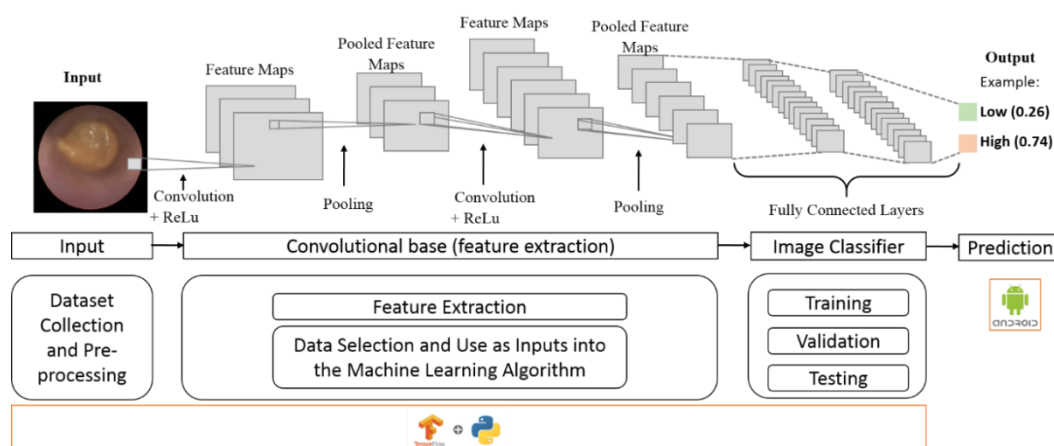 Input
Feature Maps
Pooled Feature
Maps
Feature Maps
Pooled Feature
Maps
Output
Example:
Low (0.26)
High (0.74)
Convolution
+ ReLu
Pooling
Convolution
+ ReLu
Pooling
Fully Connected Layers
Input
Convolutional base (feature extraction)
Image Classifier
Prediction
Dataset
Collection
and Pre-
processing
Feature Extraction
Data Selection and Use as Inputs into
the Machine Learning Algorithm
Training
Validation
Testing
ANDROID
TensorFlow
+